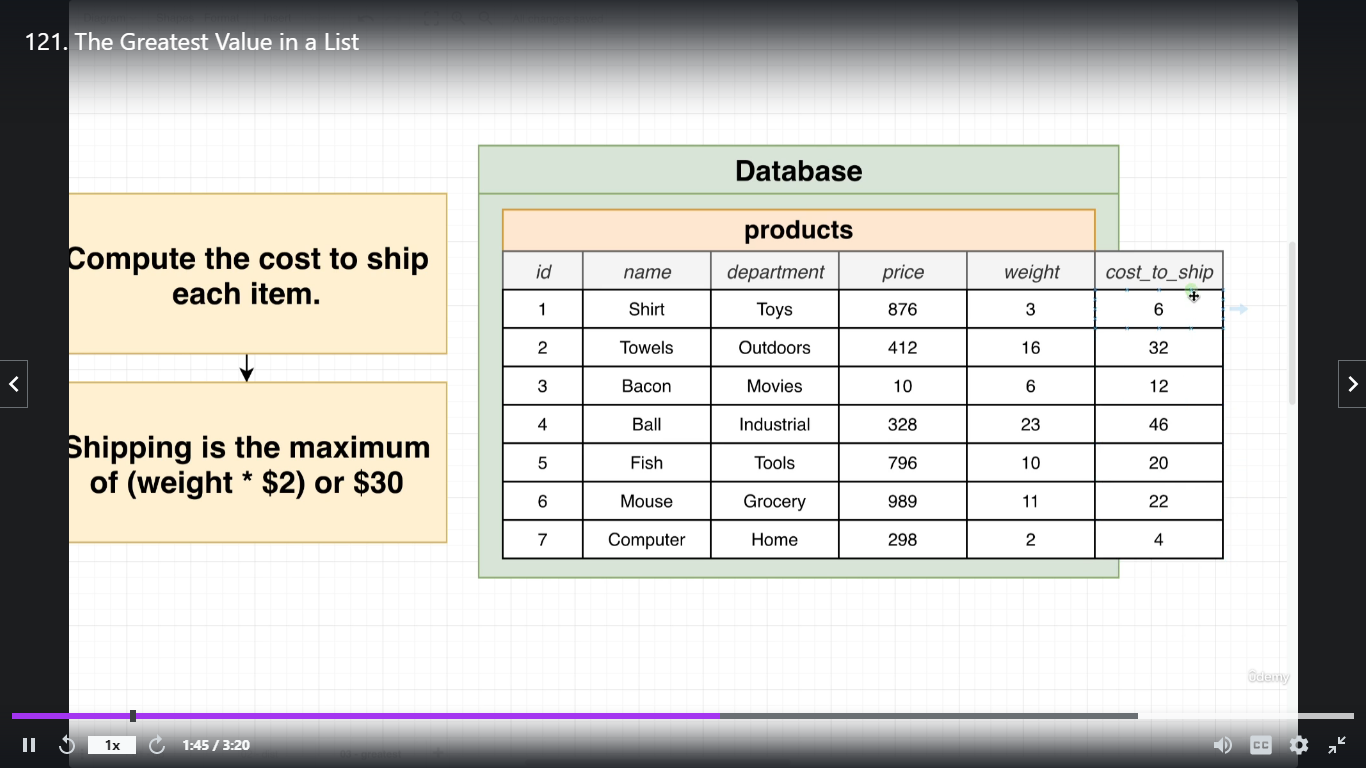 121. The Greatest Value in a List
Compute the cost to ship
each item.
Shipping is the maximum
of (weight * $2) or $30
Database
products
id name department price weight cost_to_ship
1 Shirt Toys 876 3 6
2 Towels Outdoors 412 16 32
3 Bacon Movies 10 6 12
4 Ball Industrial 328 23 46
5 Fish Tools 796 10 20
6 Mouse Grocery 989 11 22
7 Computer Home 298 2 4
ûdemy
1x 1:45 / 3:20 CC